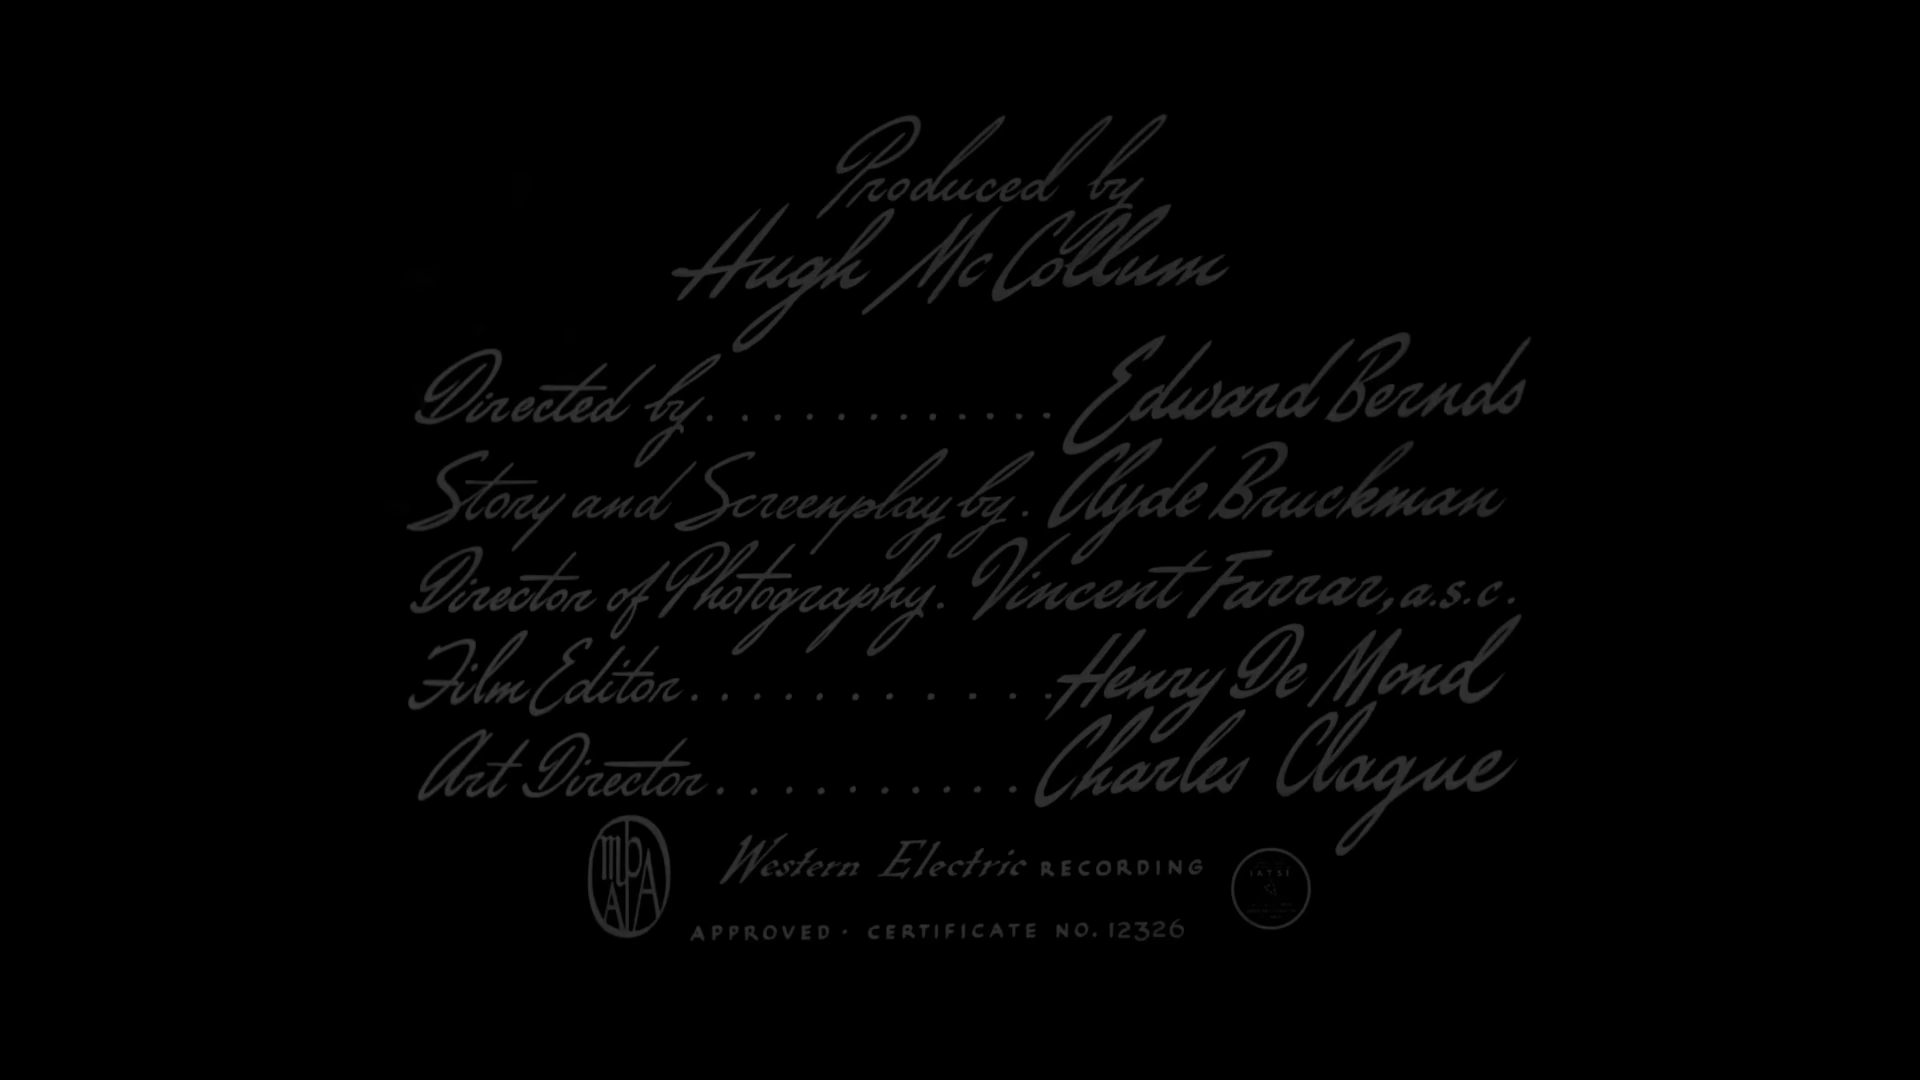 Produced by
Hugh McCollum
Directed by. . . . . . . . . . . . Edward Bernds
Story and Screenplay by. Clyde Bruckman
Director of Photography. Vincent Farrar, a.s.c.
Film Editor. . . . . . . . . . . . Henry De Mond
Art Director. . . . . . . . . . Charles Clague
MPAA
Western Electric RECORDING
IATSE
APPROVED · CERTIFICATE NO. 12326